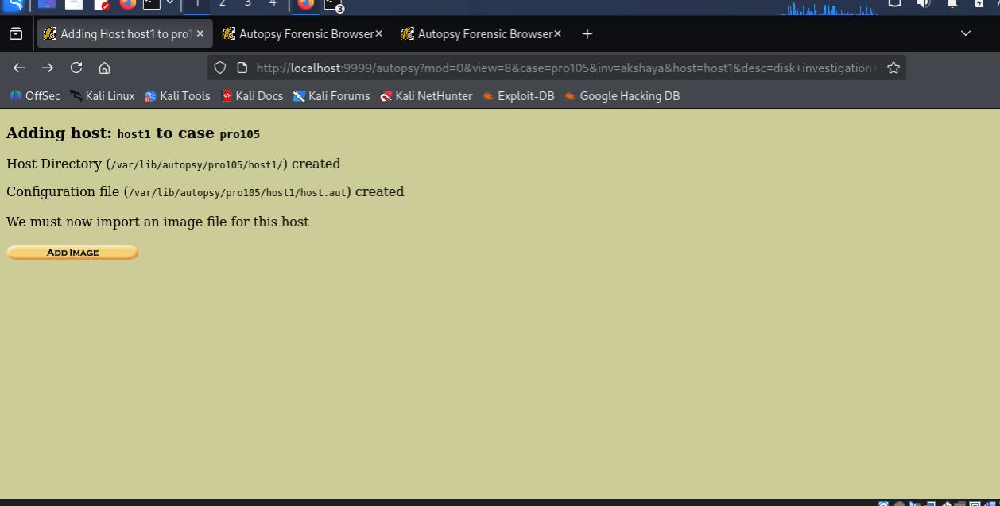 1 2 3 4 3
Adding Host host1 to pro1 Autopsy Forensic Browser Autopsy Forensic Browser
http://localhost:9999/autopsy?mod=0&view=8&case=pro105&inv=akshaya&host=host1&desc=disk+investigation+
OffSec Kali Linux Kali Tools Kali Docs Kali Forums Kali NetHunter Exploit-DB Google Hacking DB
Adding host: host1 to case pro105
Host Directory (/var/lib/autopsy/pro105/host1/) created
Configuration file (/var/lib/autopsy/pro105/host1/host.aut) created
We must now import an image file for this host
ADD IMAGE